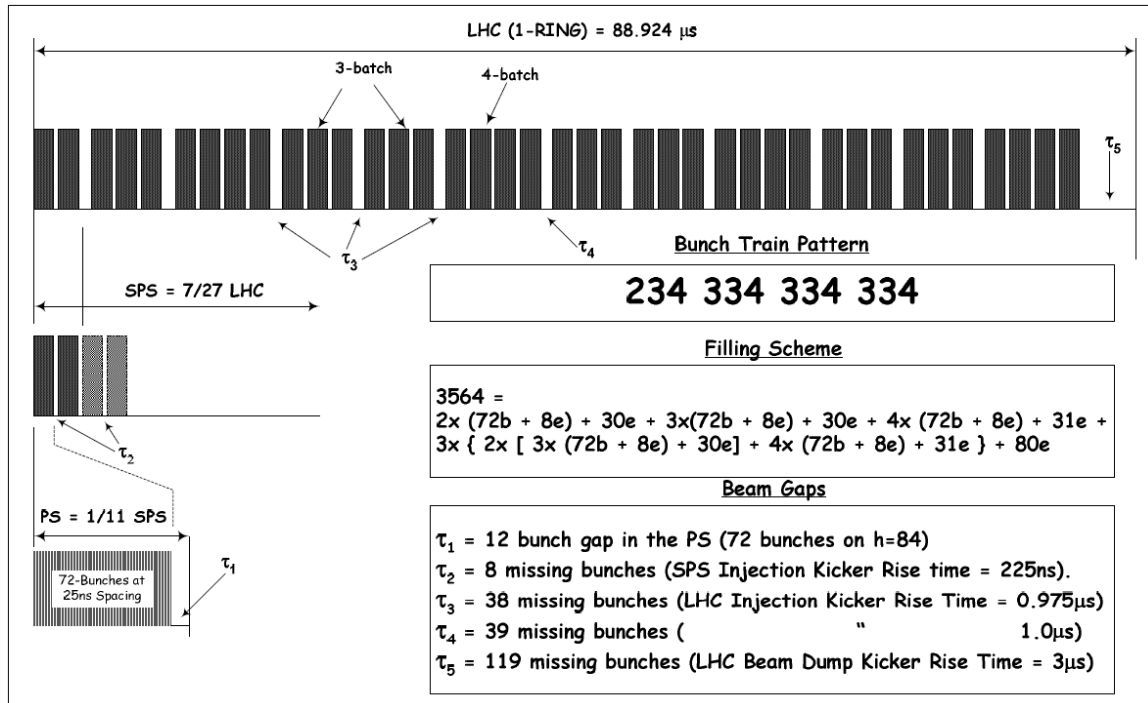 LHC (1-RING) = 88.924 μs
3-batch
4-batch
τ5
τ3
τ4
Bunch Train Pattern
234 334 334 334
SPS = 7/27 LHC
Filling Scheme
3564 =
2x (72b + 8e) + 30e + 3x(72b + 8e) + 30e + 4x (72b + 8e) + 31e +
3x { 2x [ 3x (72b + 8e) + 30e] + 4x (72b + 8e) + 31e } + 80e
τ2
Beam Gaps
PS = 1/11 SPS
τ1
72-Bunches at
25ns Spacing
τ1 = 12 bunch gap in the PS (72 bunches on h=84)
τ2 = 8 missing bunches (SPS Injection Kicker Rise time = 225ns).
τ3 = 38 missing bunches (LHC Injection Kicker Rise Time = 0.975μs)
τ4 = 39 missing bunches ( " 1.0μs)
τ5 = 119 missing bunches (LHC Beam Dump Kicker Rise Time = 3μs)